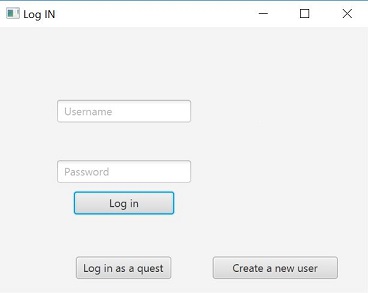 Log IN
Username
Password
Log in
Log in as a quest
Create a new user